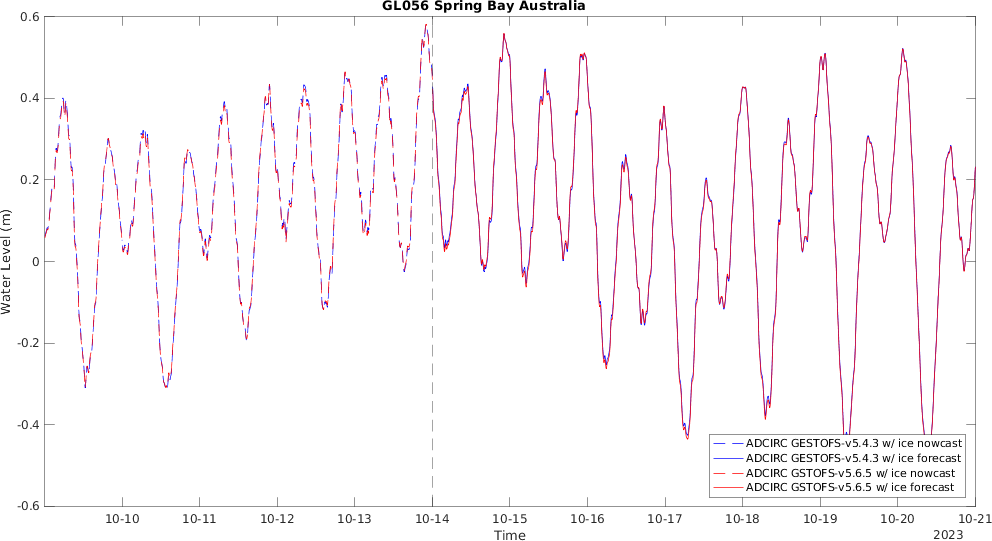 GL056 Spring Bay Australia
Water Level (m)
0.6
0.4
0.2
0
-0.2
-0.4
-0.6
ADCIRC GESTOFS-v5.4.3 w/ ice nowcast
ADCIRC GESTOFS-v5.4.3 w/ ice forecast
ADCIRC GSTOFS-v5.6.5 w/ ice nowcast
ADCIRC GSTOFS-v5.6.5 w/ ice forecast
10-10 10-11 10-12 10-13 10-14 10-15 10-16 10-17 10-18 10-19 10-20 10-21
Time
2023